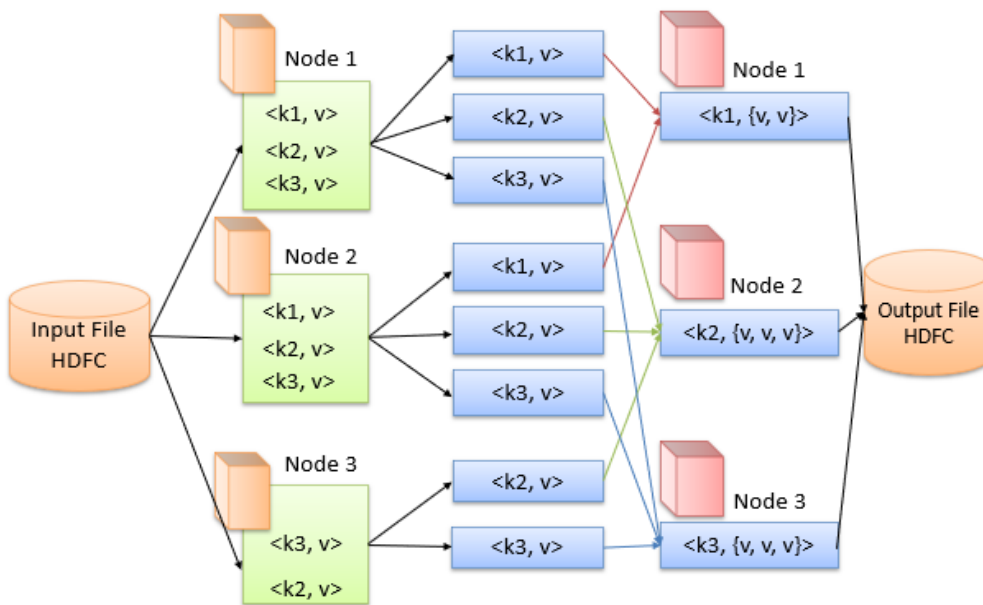 Node 1
<k1, v>
<k2, v>
<k3, v>
Node 2
<k1, v>
<k2, v>
<k3, v>
Node 3
<k3, v>
<k2, v>
Input File
HDFC
<k1, v>
<k2, v>
<k3, v>
<k1, v>
<k2, v>
<k3, v>
<k2, v>
<k3, v>
Node 1
<k1, {v, v}>
Node 2
<k2, {v, v, v}>
Node 3
<k3, {v, v, v}>
Output File
HDFC